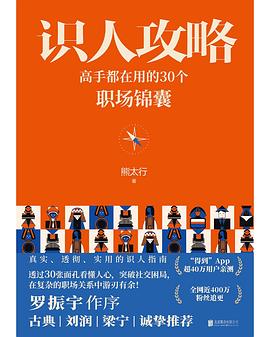 识人攻略
高手都在用的30个
职场锦囊
熊太行
著
真实、透彻、实用的识人指南
透过30张面孔看懂人心，突破社交困局，
在复杂的职场关系中游刃有余！
罗振宇作序
古典｜刘润｜梁宁｜诚挚推荐
“得到”App
超40万用户亲测
全网近400万
粉丝追更